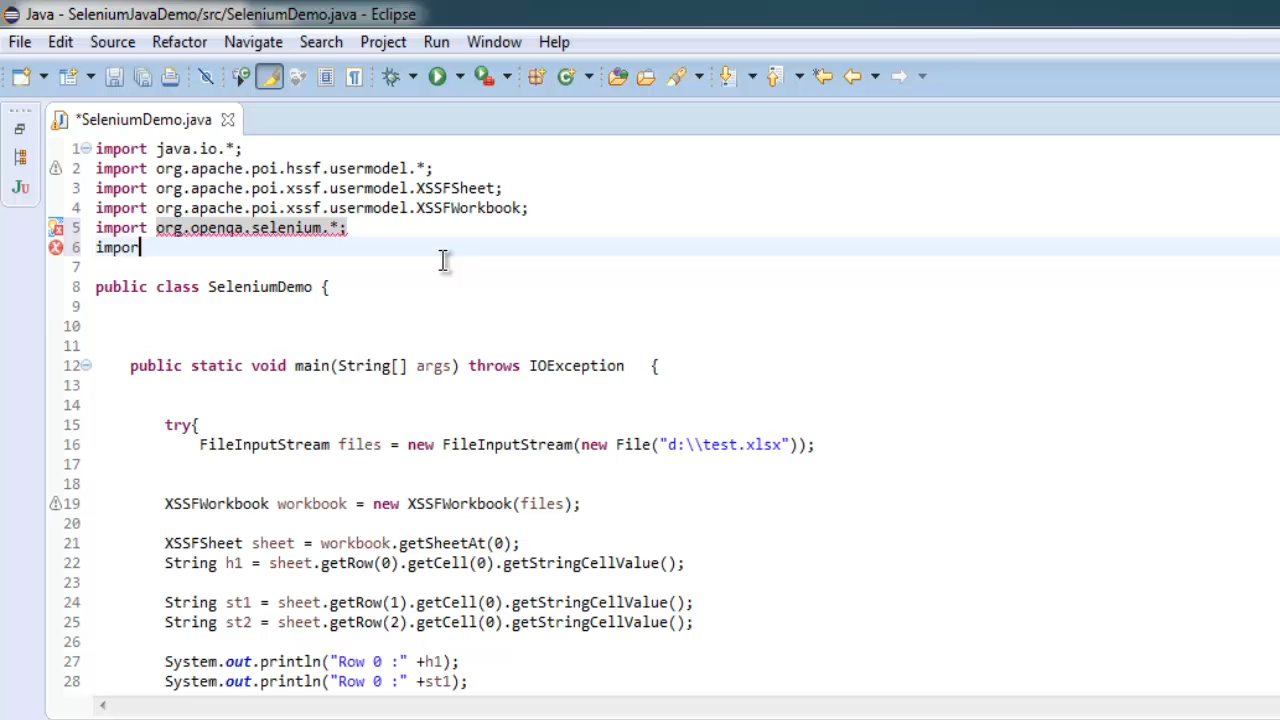 Java - SeleniumJavaDemo/src/SeleniumDemo.java - Eclipse
File Edit Source Refactor Navigate Search Project Run Window Help
*SeleniumDemo.java
1 import java.io.*;
2 import org.apache.poi.hssf.usermodel.*;
3 import org.apache.poi.xssf.usermodel.XSSFSheet;
4 import org.apache.poi.xssf.usermodel.XSSFWorkbook;
5 import org.openqa.selenium.*;
6 impor
7
8 public class SeleniumDemo {
9
10
11
12 public static void main(String[] args) throws IOException {
13
14
15 try{
16 FileInputStream files = new FileInputStream(new File("d:\\test.xlsx"));
17
18
19 XSSFWorkbook workbook = new XSSFWorkbook(files);
20
21 XSSFSheet sheet = workbook.getSheetAt(0);
22 String h1 = sheet.getRow(0).getCell(0).getStringCellValue();
23
24 String st1 = sheet.getRow(1).getCell(0).getStringCellValue();
25 String st2 = sheet.getRow(2).getCell(0).getStringCellValue();
26
27 System.out.println("Row 0 :" +h1);
28 System.out.println("Row 0 :" +st1);